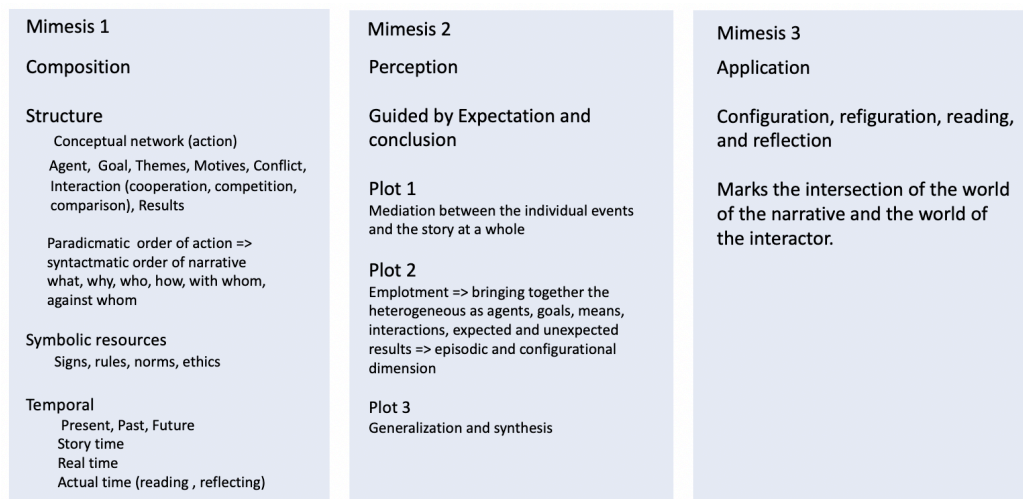 Mimesis 1
Composition
Structure
Conceptual network (action)
Agent, Goal, Themes, Motives, Conflict,
Interaction (cooperation, competition,
comparison), Results
Paradicmatic order of action =>
syntactmatic order of narrative
what, why, who, how, with whom,
against whom
Symbolic resources
Signs, rules, norms, ethics
Temporal
Present, Past, Future
Story time
Real time
Actual time (reading , reflecting)
Mimesis 2
Perception
Guided by Expectation and
conclusion
Plot 1
Mediation between the individual events
and the story at a whole
Plot 2
Emplotment => bringing together the
heterogeneous as agents, goals, means,
interactions, expected and unexpected
results => episodic and configurational
dimension
Plot 3
Generalization and synthesis
Mimesis 3
Application
Configuration, refiguration, reading,
and reflection
Marks the intersection of the world
of the narrative and the world of
the interactor.